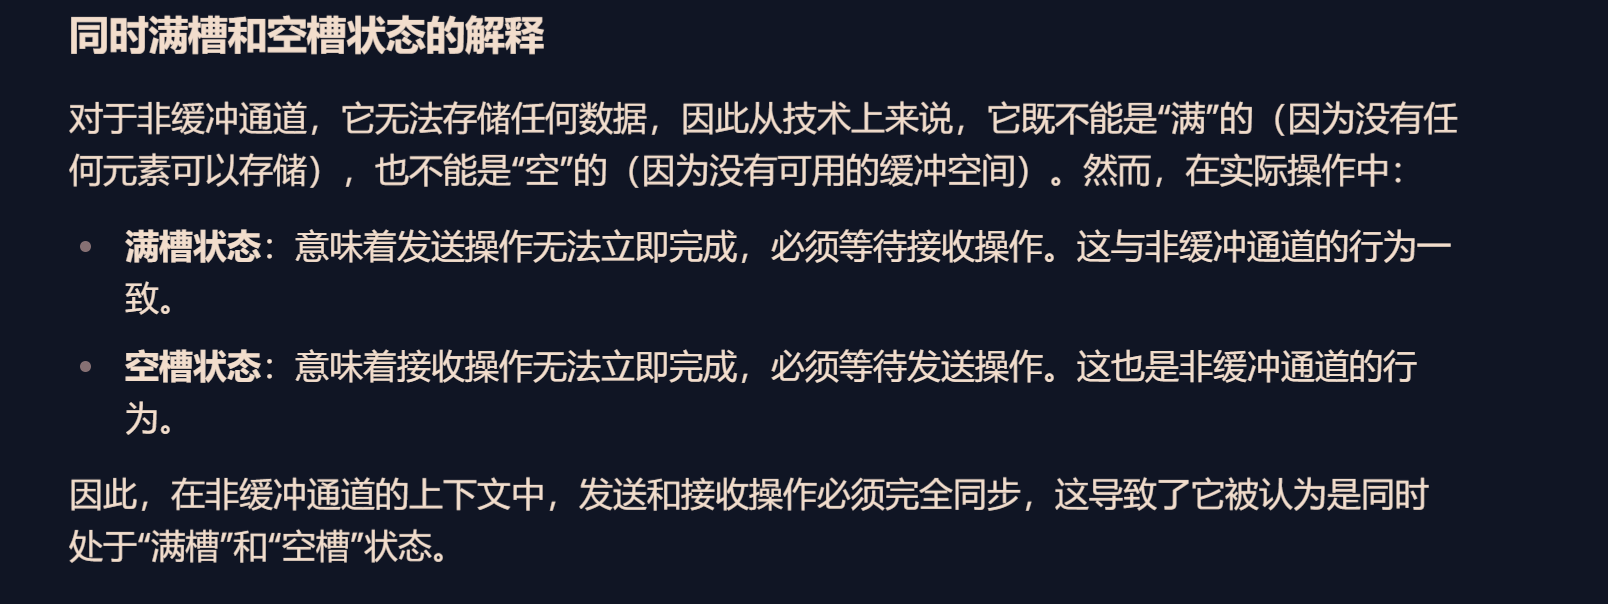 同时满槽和空槽状态的解释
对于非缓冲通道，它无法存储任何数据，因此从技术上来说，它既不能是“满”的（因为没有任
何元素可以存储），也不能是“空”的（因为没有可用的缓冲空间）。然而，在实际操作中：
• 满槽状态：意味着发送操作无法立即完成，必须等待接收操作。这与非缓冲通道的行为一
致。
• 空槽状态：意味着接收操作无法立即完成，必须等待发送操作。这也是非缓冲通道的行
为。
因此，在非缓冲通道的上下文中，发送和接收操作必须完全同步，这导致了它被认为是同时
处于“满槽”和“空槽”状态。